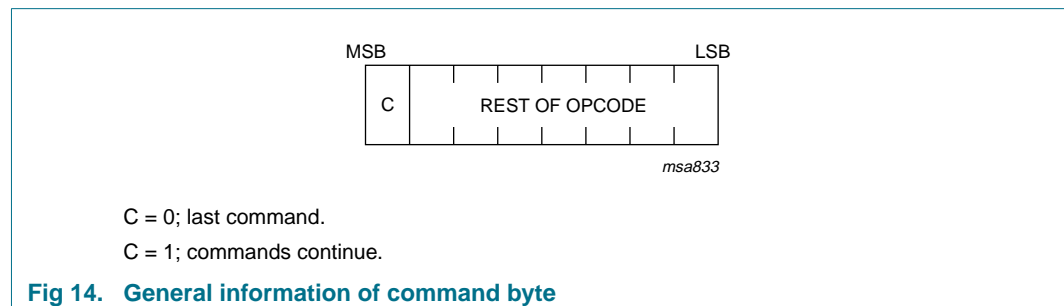 MSB LSB
C REST OF OPCODE
msa833
C = 0; last command.
C = 1; commands continue.
Fig 14. General information of command byte